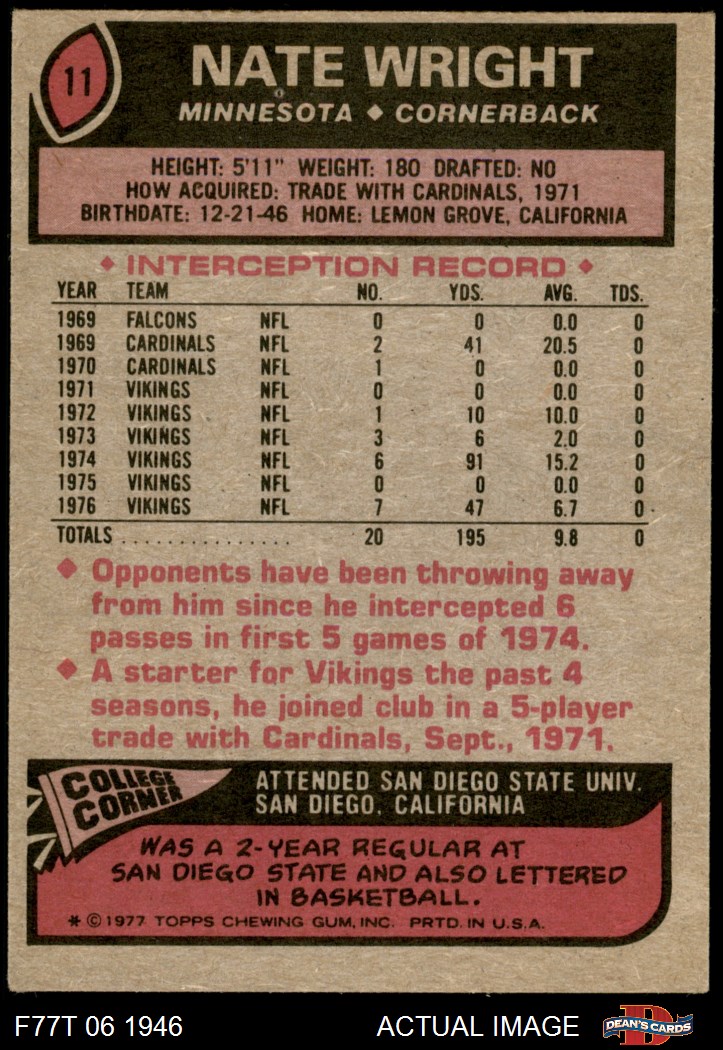 11
NATE WRIGHT
MINNESOTA ◆ CORNERBACK
HEIGHT: 5'11" WEIGHT: 180 DRAFTED: NO
HOW ACQUIRED: TRADE WITH CARDINALS, 1971
BIRTHDATE: 12-21-46 HOME: LEMON GROVE, CALIFORNIA
◆ INTERCEPTION RECORD ◆
YEAR TEAM NO. YDS. AVG. TDS.
1969 FALCONS NFL 0 0 0.0 0
1969 CARDINALS NFL 2 41 20.5 0
1970 CARDINALS NFL 1 0 0.0 0
1971 VIKINGS NFL 0 0 0.0 0
1972 VIKINGS NFL 1 10 10.0 0
1973 VIKINGS NFL 3 6 2.0 0
1974 VIKINGS NFL 6 91 15.2 0
1975 VIKINGS NFL 0 0 0.0 0
1976 VIKINGS NFL 7 47 6.7 0
TOTALS ............... 20 195 9.8 0
◆ Opponents have been throwing away
from him since he intercepted 6
passes in first 5 games of 1974.
◆ A starter for Vikings the past 4
seasons, he joined club in a 5-player
trade with Cardinals, Sept., 1971.
COLLEGE
CORNER
ATTENDED SAN DIEGO STATE UNIV.
SAN DIEGO, CALIFORNIA
WAS A 2-YEAR REGULAR AT
SAN DIEGO STATE AND ALSO LETTERED
IN BASKETBALL.
* © 1977 TOPPS CHEWING GUM, INC. PRTD. IN U.S.A.
F77T 06 1946
ACTUAL IMAGE
D
DEAN'S CARDS